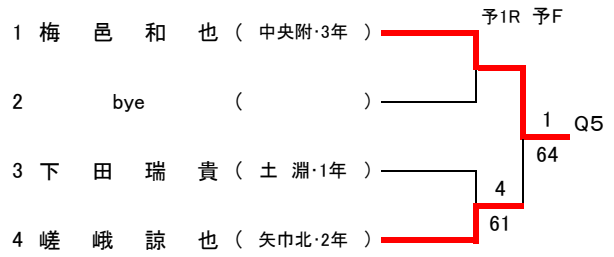 予1R 予F
1 梅邑和也 ( 中央附・3年 )
2 bye ( )
1 Q5
64
3 下田瑞貴 ( 土淵・1年 )
4
61
4 嵯峨諒也 ( 矢巾北・2年 )